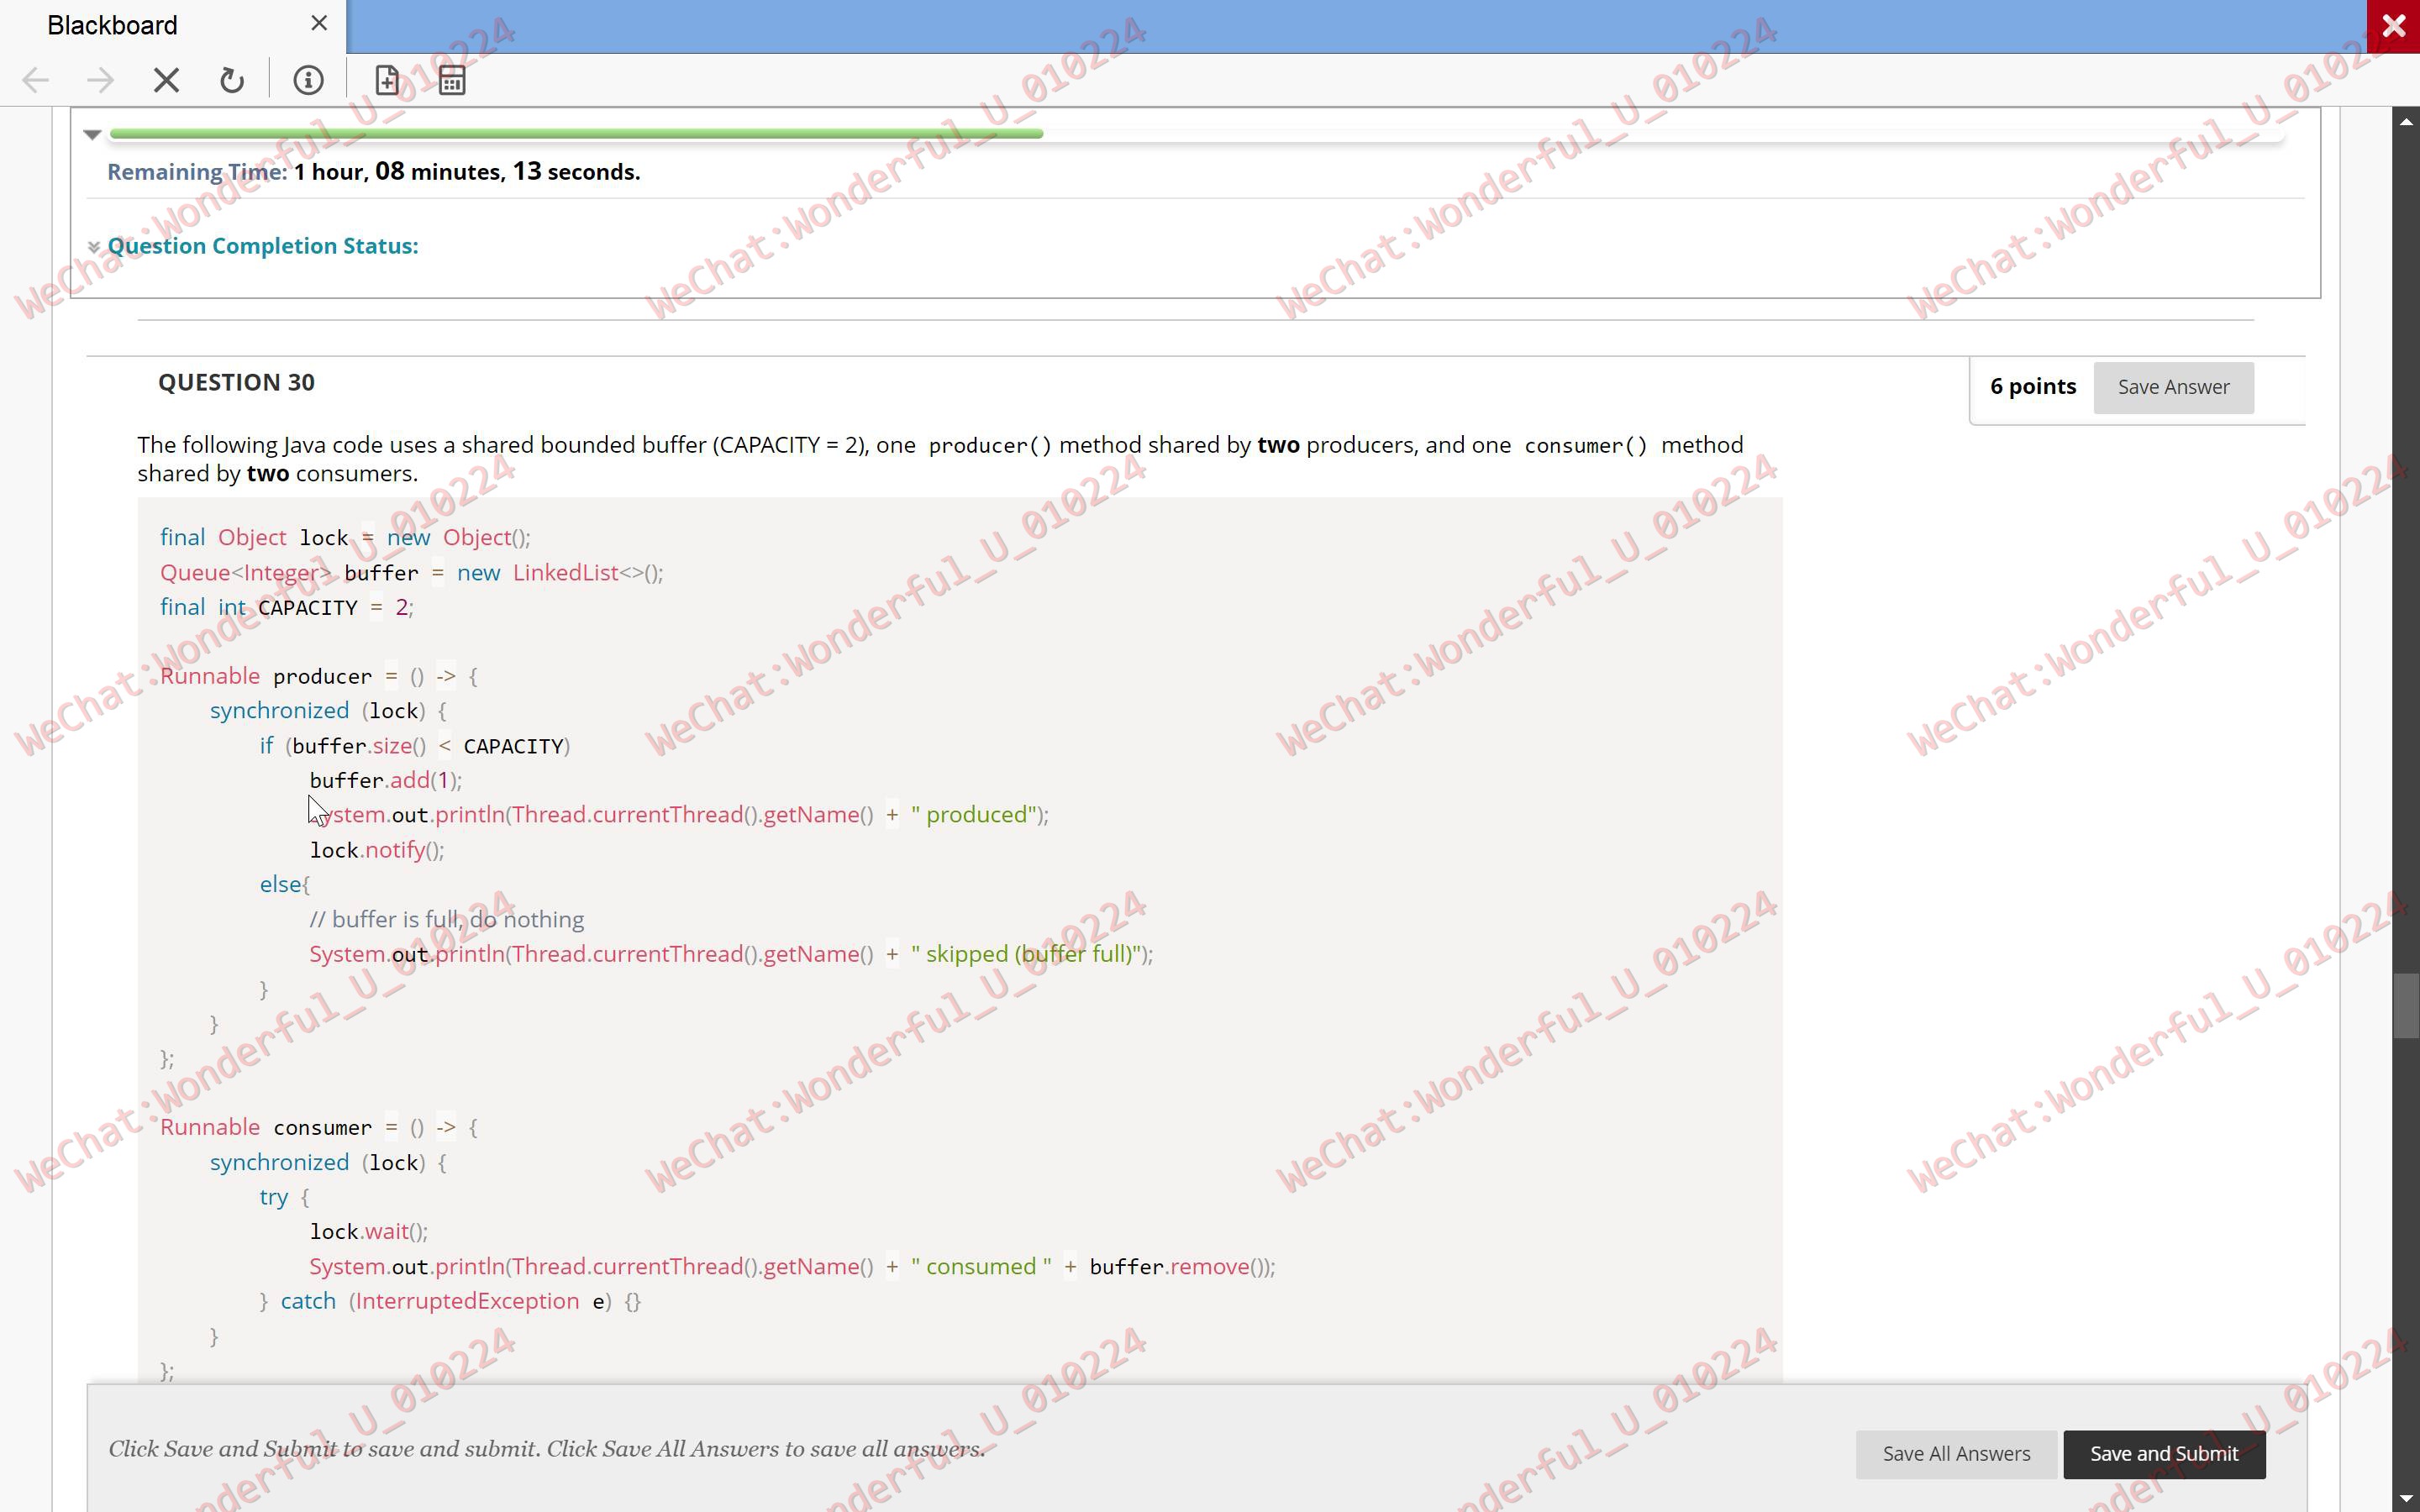 Blackboard
Remaining Time: 1 hour, 08 minutes, 13 seconds.
Question Completion Status:
QUESTION 30
6 points
Save Answer
The following Java code uses a shared bounded buffer (CAPACITY = 2), one producer() method shared by two producers, and one consumer() method
shared by two consumers.
final Object lock = new Object();
Queue<Integer> buffer = new LinkedList<>();
final int CAPACITY = 2;
Runnable producer = () -> {
synchronized (lock) {
if (buffer.size() < CAPACITY)
buffer.add(1);
System.out.println(Thread.currentThread().getName() + " produced");
lock.notify();
else{
// buffer is full, do nothing
System.out.println(Thread.currentThread().getName() + " skipped (buffer full)");
}
}
};
Runnable consumer = () -> {
synchronized (lock) {
try {
lock.wait();
System.out.println(Thread.currentThread().getName() + " consumed " + buffer.remove());
} catch (InterruptedException e) {}
}
};
Click Save and Submit to save and submit. Click Save All Answers to save all answers.
Save All Answers
Save and Submit
WeChat:Wonderful_U_010224